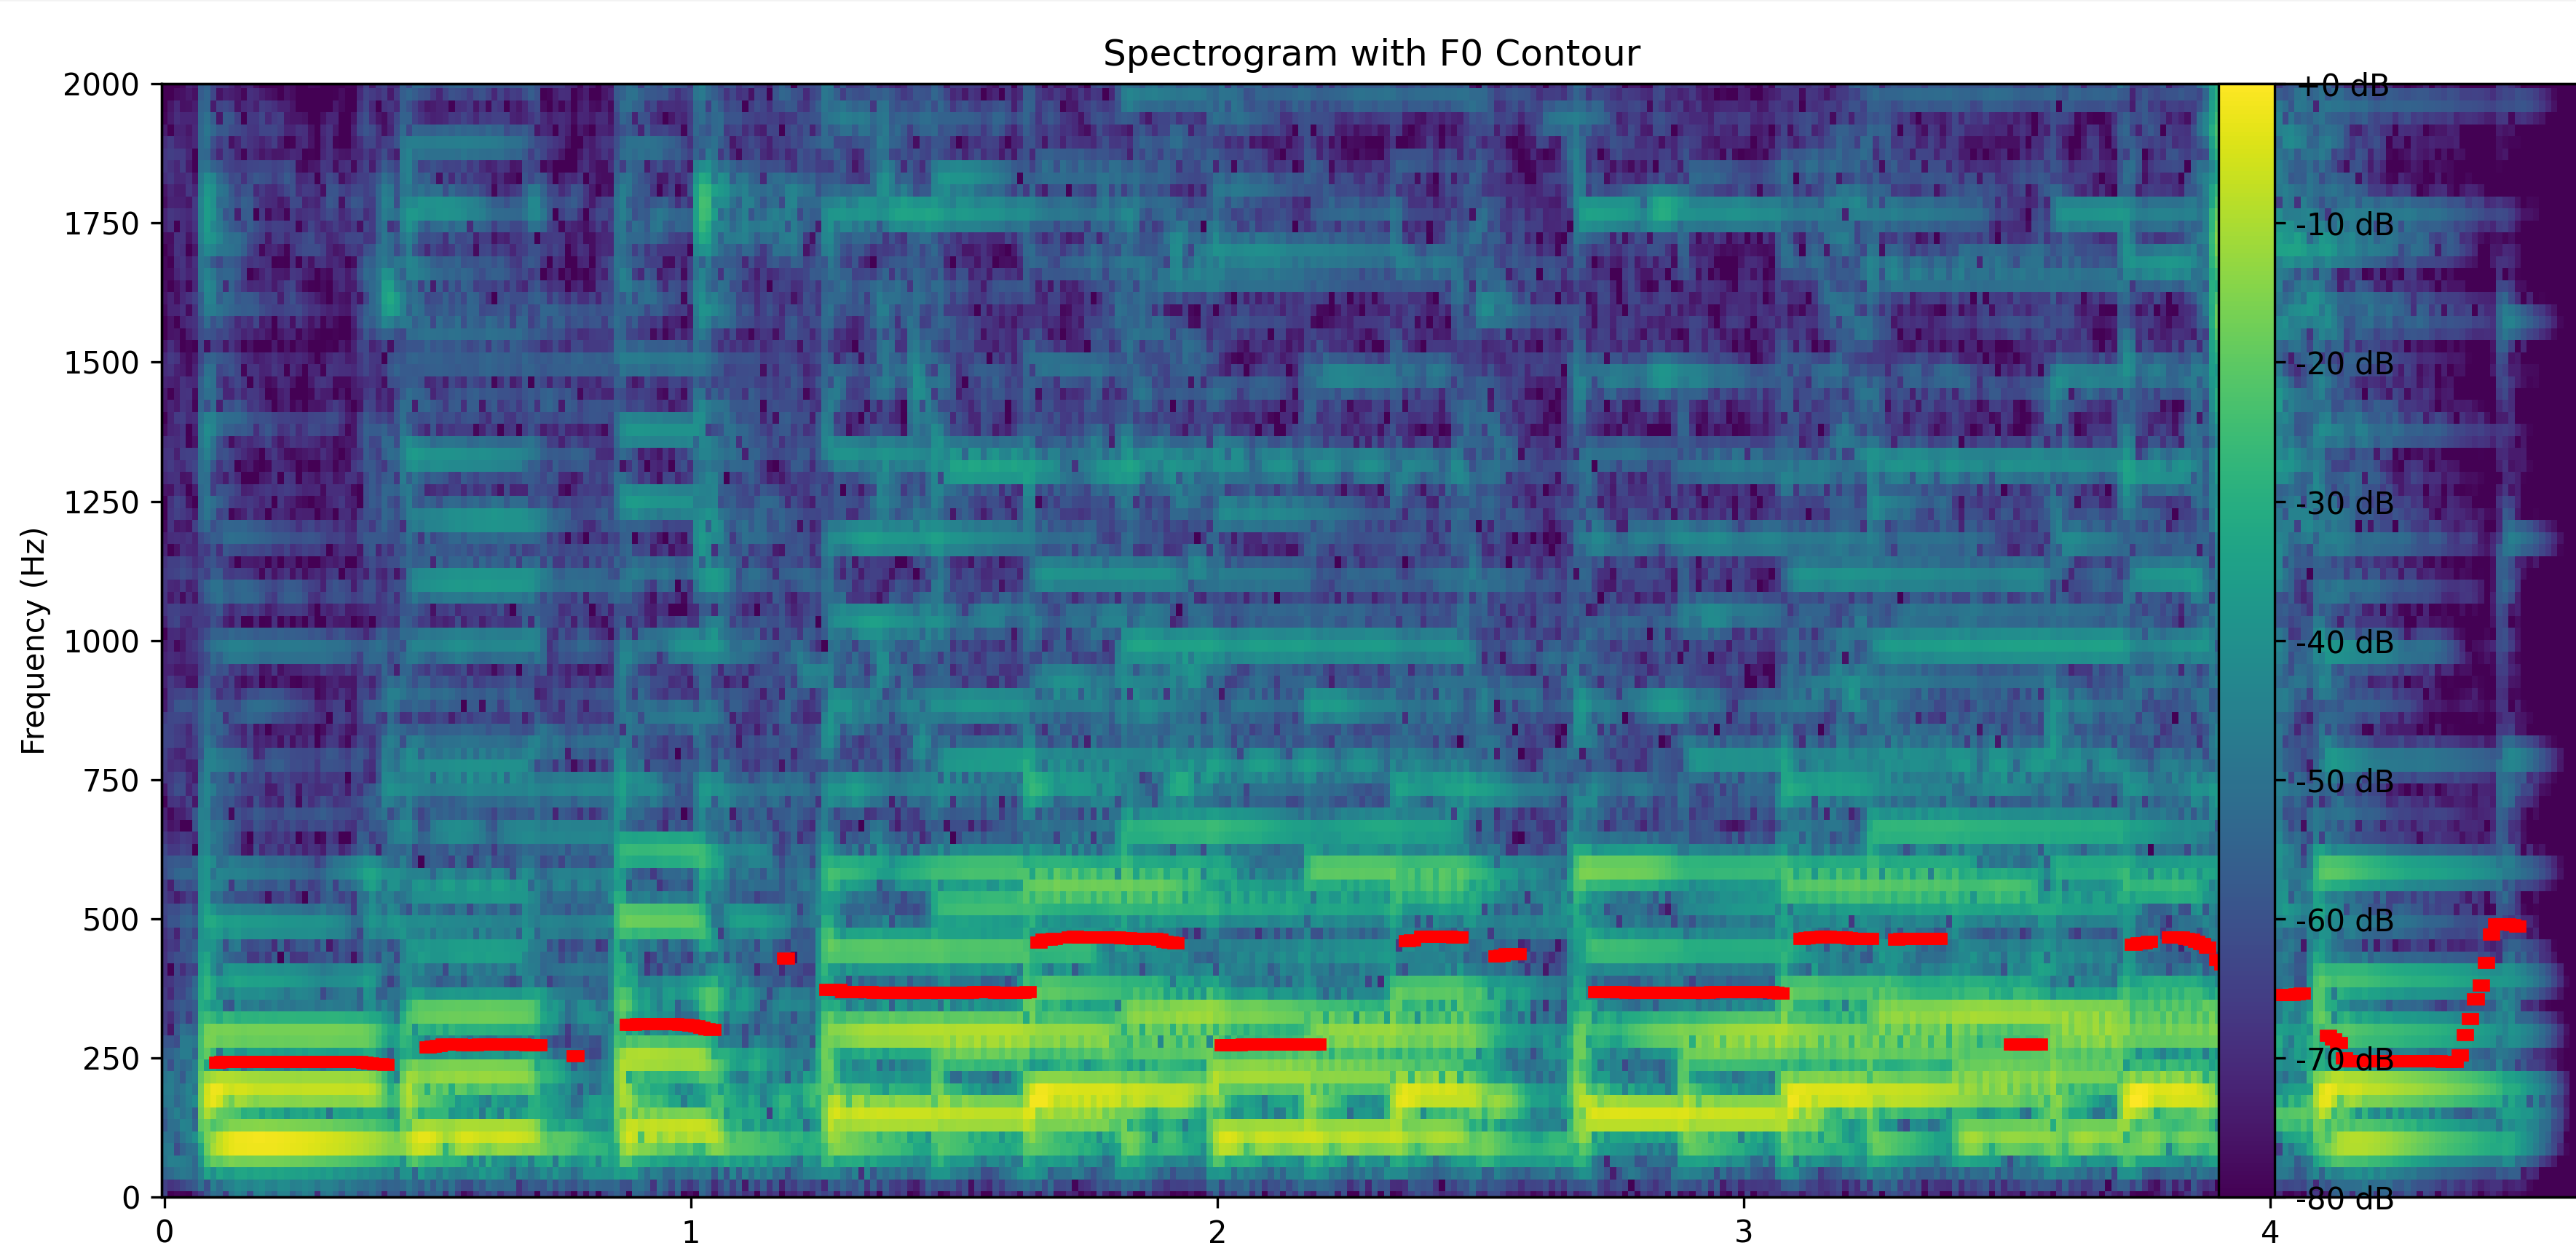 Spectrogram with F0 Contour
2000
1750
1500
1250
1000
750
500
250
0
Frequency (Hz)
0
1
2
3
4
+0 dB
-10 dB
-20 dB
-30 dB
-40 dB
-50 dB
-60 dB
-70 dB
-80 dB